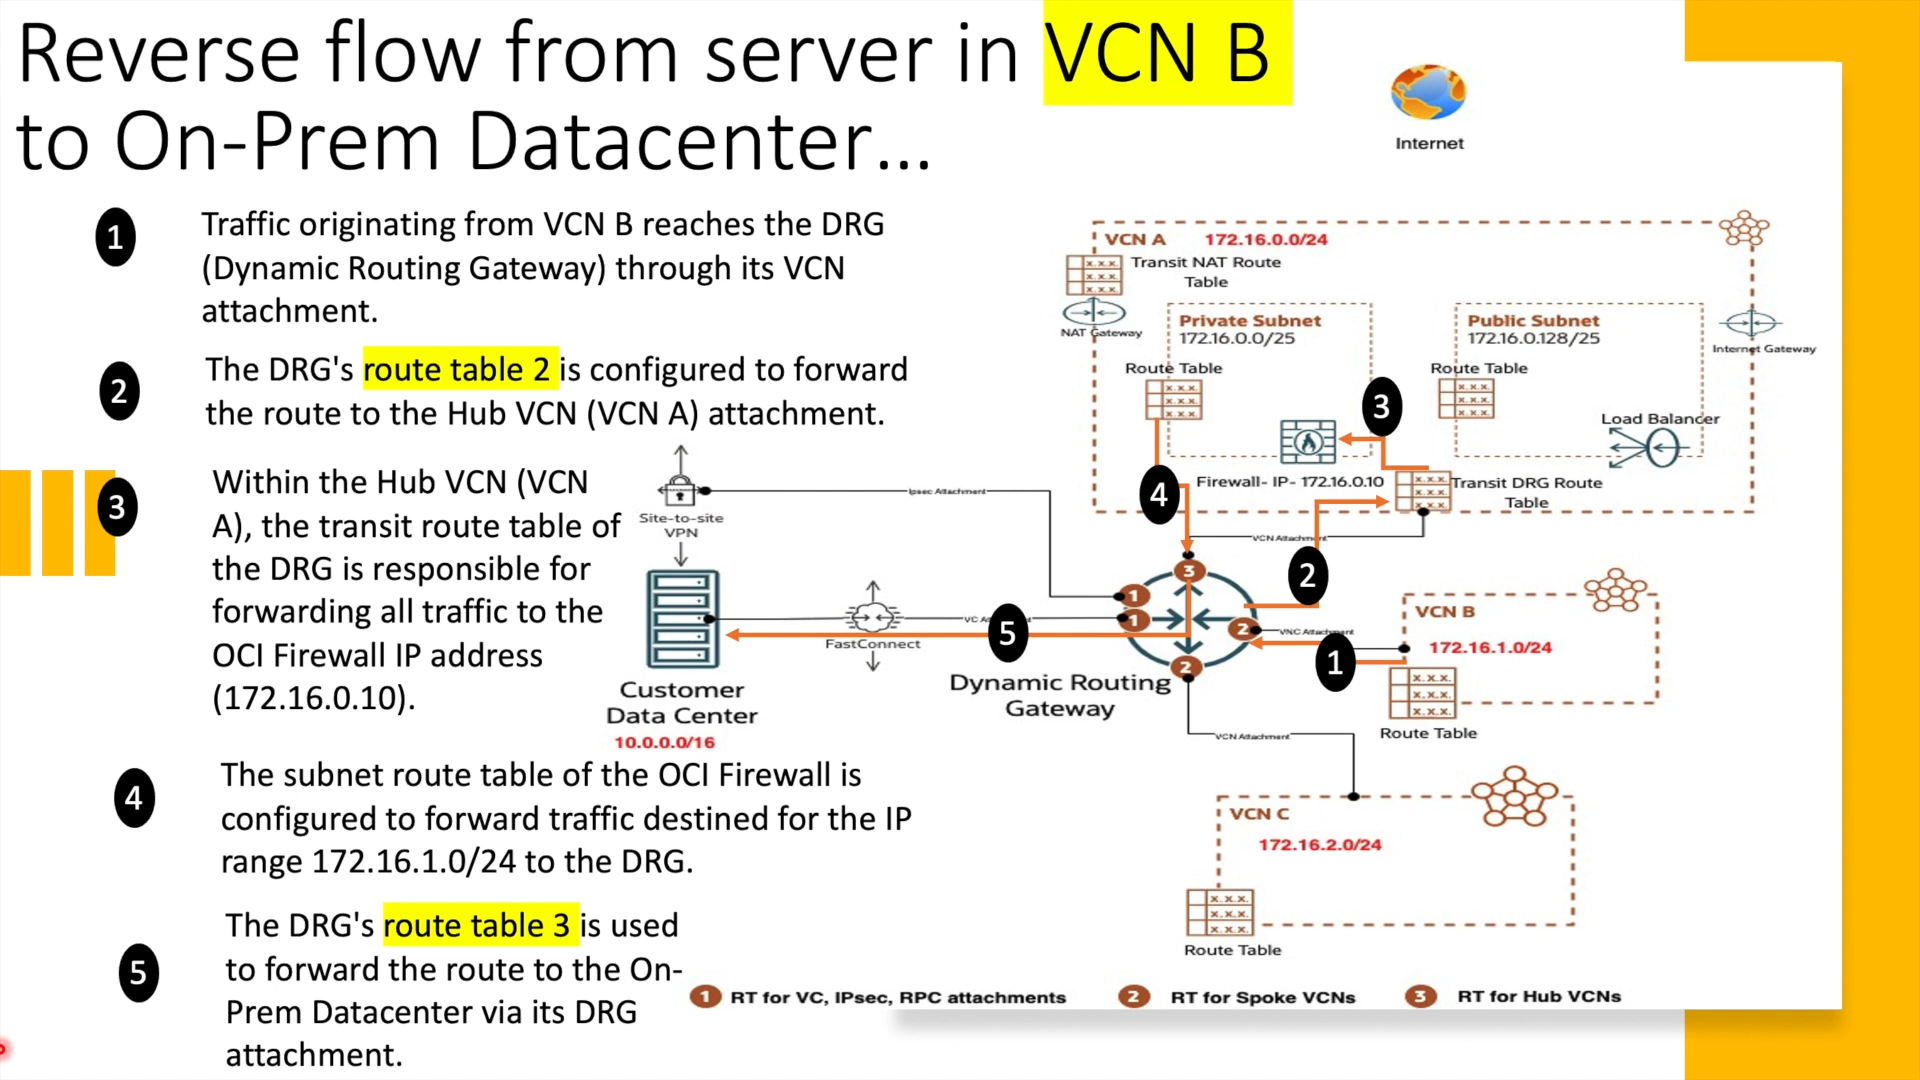 Reverse flow from server in VCN B
to On-Prem Datacenter...
1
Traffic originating from VCN B reaches the DRG
(Dynamic Routing Gateway) through its VCN
attachment.
2
The DRG's route table 2 is configured to forward
the route to the Hub VCN (VCN A) attachment.
3
Within the Hub VCN (VCN
A), the transit route table of
the DRG is responsible for
forwarding all traffic to the
OCI Firewall IP address
(172.16.0.10).
4
The subnet route table of the OCI Firewall is
configured to forward traffic destined for the IP
range 172.16.1.0/24 to the DRG.
5
The DRG's route table 3 is used
to forward the route to the On-
Prem Datacenter via its DRG
attachment.
Internet
VCN A 172.16.0.0/24
Transit NAT Route
Table
x.x.x.
x.x.x.
x.x.x.
NAT Gateway
Private Subnet
172.16.0.0/25
Route Table
x.x.x.
x.x.x.
x.x.x.
Public Subnet
172.16.0.128/25
Route Table
x.x.x.
x.x.x.
x.x.x.
Internet Gateway
Load Balancer
3
4
Firewall- IP- 172.16.0.10
x.x.x.
x.x.x.
x.x.x.
Transit DRG Route
Table
Ipsec Attachment
Site-to-site
VPN
VCN Attachment
2
3
1
1
2
2
VC
5
FastConnect
VNC Attachment
1
Customer
Data Center
10.0.0.0/16
Dynamic Routing
Gateway
VCN B
172.16.1.0/24
x.x.x.
x.x.x.
x.x.x.
Route Table
VCN Attachment
VCN C
172.16.2.0/24
x.x.x.
x.x.x.
x.x.x.
Route Table
1 RT for VC, IPsec, RPC attachments
2 RT for Spoke VCNs
3 RT for Hub VCNs